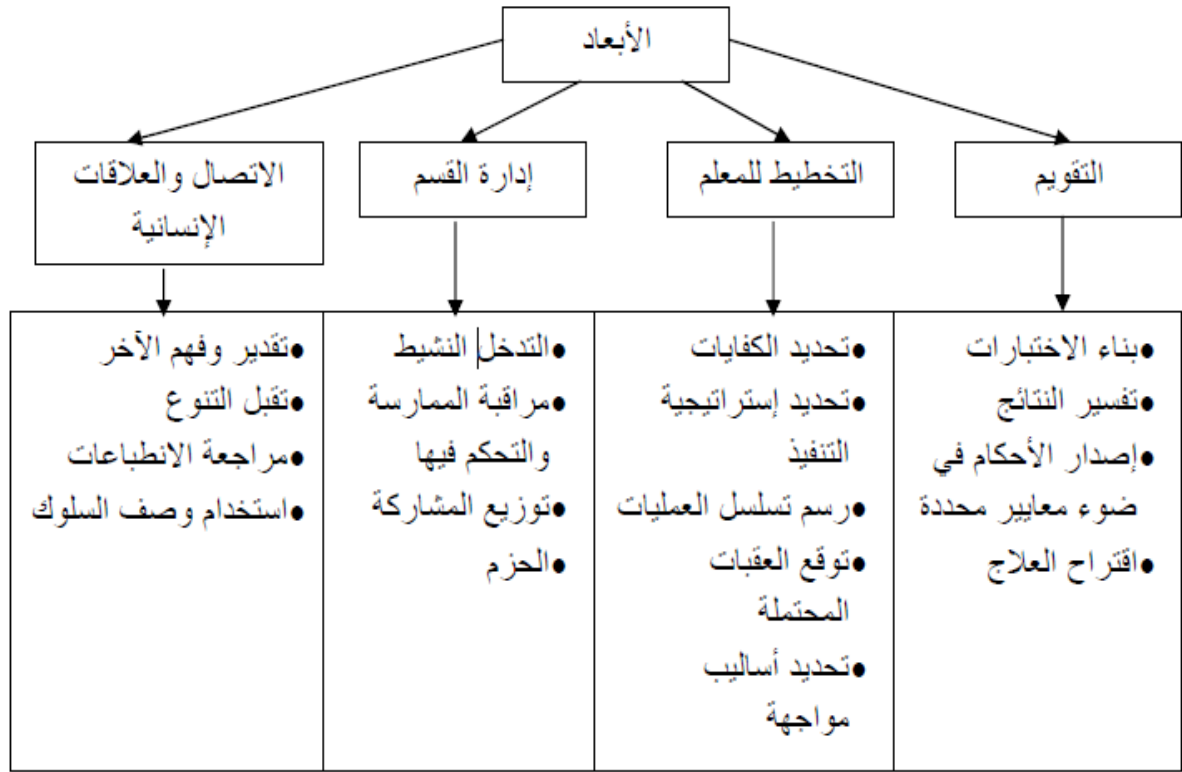 الأبعاد
التقويم
التخطيط للمعلم
إدارة القسم
الاتصال والعلاقات
الإنسانية
●بناء الاختبارات
●تفسير النتائج
●إصدار الأحكام في
ضوء معايير محددة
●اقتراح العلاج
●تحديد الكفايات
●تحديد إستراتيجية
التنفيذ
●رسم تسلسل العمليات
●توقع العقبات
المحتملة
●تحديد أساليب
مواجهة
●التدخل النشيط
●مراقبة الممارسة
والتحكم فيها
●توزيع المشاركة
●الحزم
●تقدير وفهم الآخر
●تقبل التنوع
●مراجعة الانطباعات
●استخدام وصف السلوك